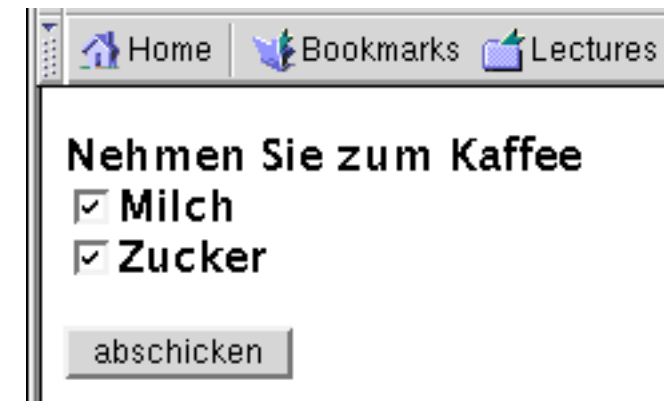 Home Bookmarks Lectures
Nehmen Sie zum Kaffee
Milch
Zucker
abschicken